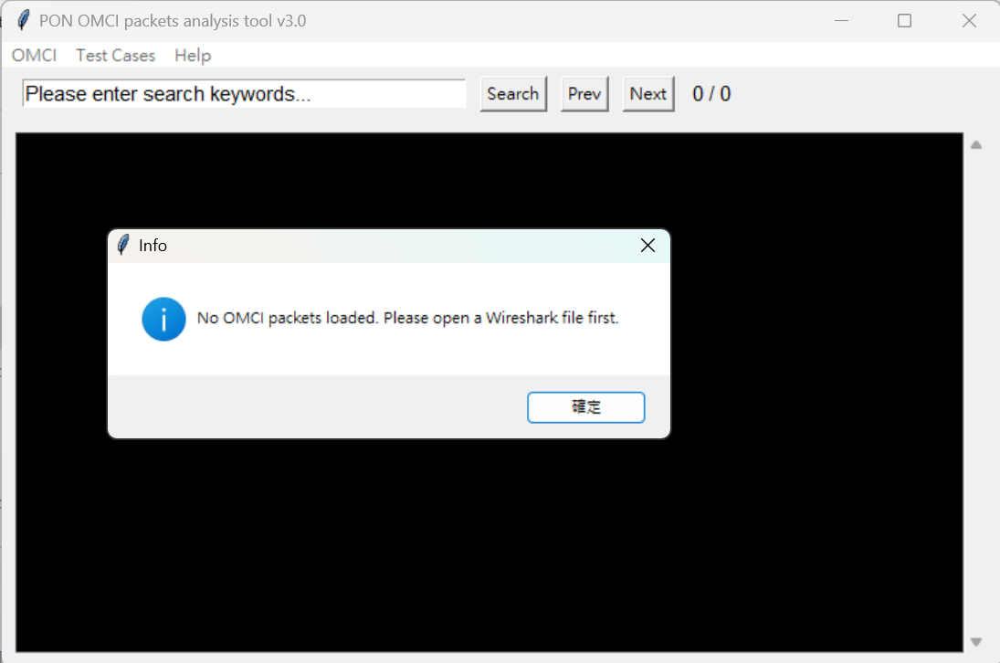 PON OMCI packets analysis tool v3.0
OMCI Test Cases Help
Please enter search keywords... Search Prev Next 0 / 0
Info
No OMCI packets loaded. Please open a Wireshark file first.
確定